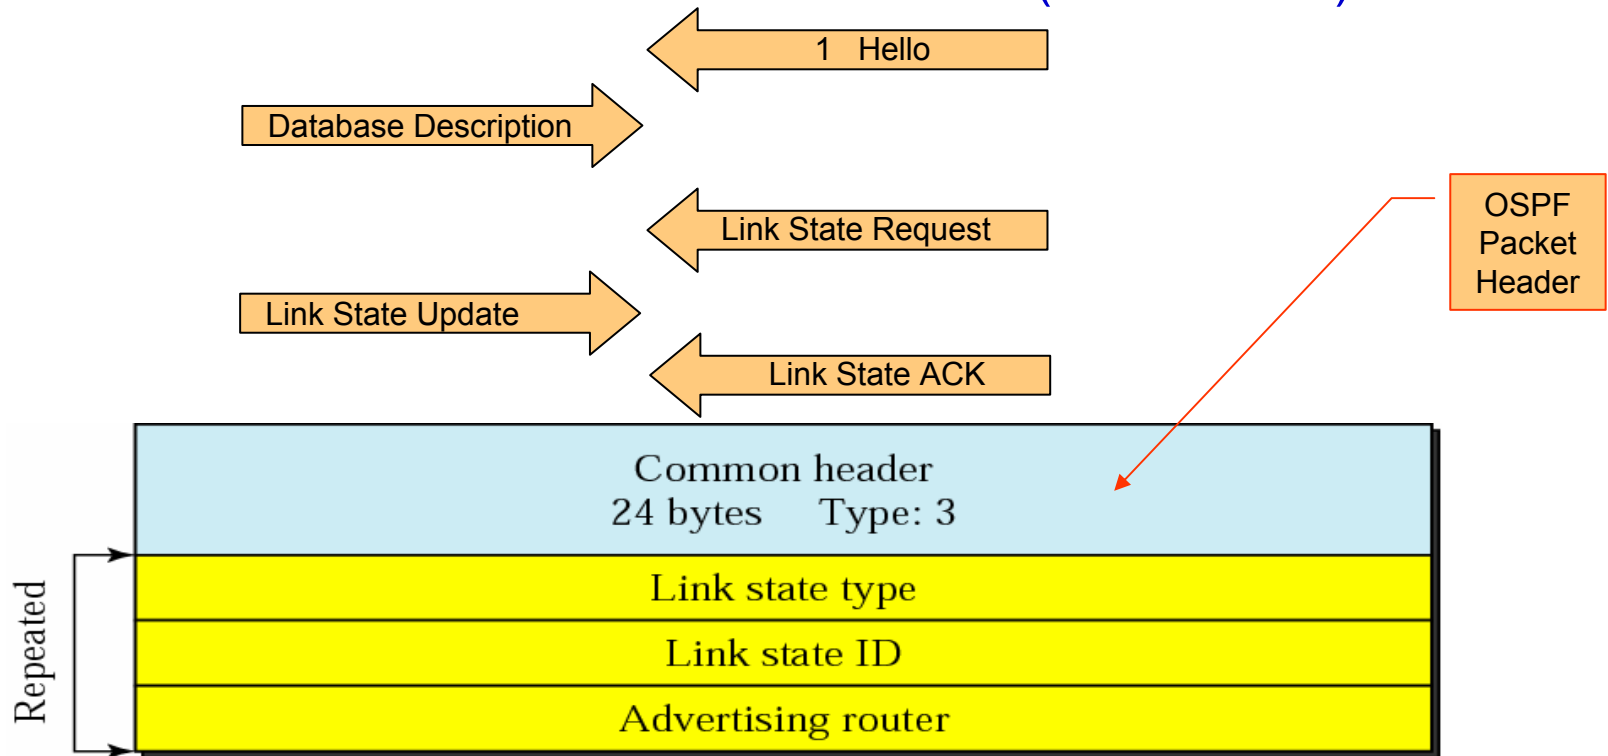 1 Hello
Database Description
Link State Request
Link State Update
Link State ACK
OSPF
Packet
Header
Common header
24 bytes Type: 3
Repeated
Link state type
Link state ID
Advertising router